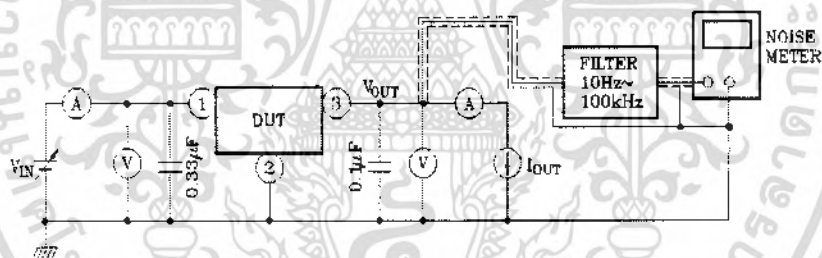 NOISE
METER
FILTER
10Hz~
100kHz
A
1
DUT
3
VOUT
A
VIN
V
0.33μF
2
0.1μF
V
IOUT